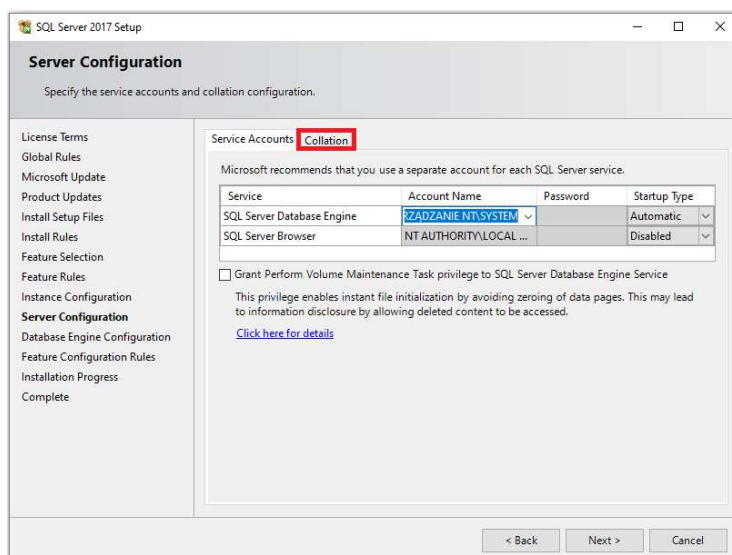 SQL Server 2017 Setup
Server Configuration
Specify the service accounts and collation configuration.
License Terms
Global Rules
Microsoft Update
Product Updates
Install Setup Files
Install Rules
Feature Selection
Feature Rules
Instance Configuration
Server Configuration
Database Engine Configuration
Feature Configuration Rules
Installation Progress
Complete
Service Accounts Collation
Microsoft recommends that you use a separate account for each SQL Server service.
Service Account Name Password Startup Type
SQL Server Database Engine RZĄDZANIE NT\SYSTEM Automatic
SQL Server Browser NT AUTHORITY\LOCAL ... Disabled
Grant Perform Volume Maintenance Task privilege to SQL Server Database Engine Service
This privilege enables instant file initialization by avoiding zeroing of data pages. This may lead
to information disclosure by allowing deleted content to be accessed.
Click here for details
< Back Next > Cancel